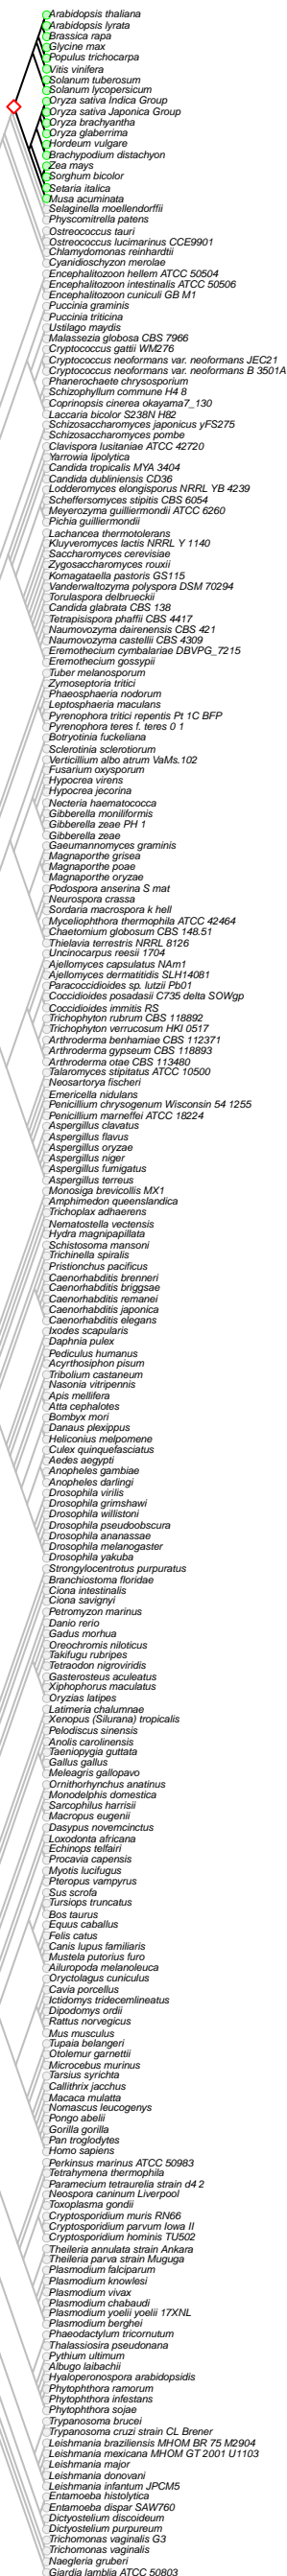 Arabidopsis thaliana
Arabidopsis lyrata
Brassica rapa
Glycine max
Populus trichocarpa
Vitis vinifera
Solanum tuberosum
Solanum lycopersicum
Oryza sativa Indica Group
Oryza sativa Japonica Group
Oryza brachyantha
Oryza glaberrima
Hordeum vulgare
Brachypodium distachyon
Zea mays
Sorghum bicolor
Setaria italica
Musa acuminata
Selaginella moellendorffii
Physcomitrella patens
Ostreococcus tauri
Ostreococcus lucimarinus CCE9901
Chlamydomonas reinhardtii
Cyanidioschyzon merolae
Encephalitozoon hellem ATCC 50504
Encephalitozoon intestinalis ATCC 50506
Encephalitozoon cuniculi GB M1
Puccinia graminis
Puccinia triticina
Ustilago maydis
Malassezia globosa CBS 7966
Cryptococcus gattii WM276
Cryptococcus neoformans var. neoformans JEC21
Cryptococcus neoformans var. neoformans B 3501A
Phanerochaete chrysosporium
Schizophyllum commune H4 8
Coprinopsis cinerea okayama7_130
Laccaria bicolor S238N H82
Schizosaccharomyces japonicus yFS275
Schizosaccharomyces pombe
Clavispora lusitaniae ATCC 42720
Yarrowia lipolytica
Candida tropicalis MYA 3404
Candida dubliniensis CD36
Lodderomyces elongisporus NRRL YB 4239
Scheffersomyces stipitis CBS 6054
Meyerozyma guilliermondii ATCC 6260
Pichia guilliermondii
Lachancea thermotolerans
Kluyveromyces lactis NRRL Y 1140
Saccharomyces cerevisiae
Zygosaccharomyces rouxii
Komagataella pastoris GS115
Vanderwaltozyma polyspora DSM 70294
Torulaspora delbrueckii
Candida glabrata CBS 138
Tetrapisispora phaffii CBS 4417
Naumovozyma dairenensis CBS 421
Naumovozyma castellii CBS 4309
Eremothecium cymbalariae DBVPG_7215
Eremothecium gossypii
Tuber melanosporum
Zymoseptoria tritici
Phaeosphaeria nodorum
Leptosphaeria maculans
Pyrenophora tritici repentis Pt 1C BFP
Pyrenophora teres f. teres 0 1
Botryotinia fuckeliana
Sclerotinia sclerotiorum
Verticillium albo atrum VaMs.102
Fusarium oxysporum
Hypocrea virens
Hypocrea jecorina
Necteria haematococca
Gibberella moniliformis
Gibberella zeae PH 1
Gibberella zeae
Gaeumannomyces graminis
Magnaporthe grisea
Magnaporthe poae
Magnaporthe oryzae
Podospora anserina S mat
Neurospora crassa
Sordaria macrospora k hell
Myceliophthora thermophila ATCC 42464
Chaetomium globosum CBS 148.51
Thielavia terrestris NRRL 8126
Uncinocarpus reesii 1704
Ajellomyces capsulatus NAm1
Ajellomyces dermatitidis SLH14081
Paracoccidioides sp. lutzii Pb01
Coccidioides posadasii C735 delta SOWgp
Coccidioides immitis RS
Trichophyton rubrum CBS 118892
Trichophyton verrucosum HKI 0517
Arthroderma benhamiae CBS 112371
Arthroderma gypseum CBS 118893
Arthroderma otae CBS 113480
Talaromyces stipitatus ATCC 10500
Neosartorya fischeri
Emericella nidulans
Penicillium chrysogenum Wisconsin 54 1255
Penicillium marneffei ATCC 18224
Aspergillus clavatus
Aspergillus flavus
Aspergillus oryzae
Aspergillus niger
Aspergillus fumigatus
Aspergillus terreus
Monosiga brevicollis MX1
Amphimedon queenslandica
Trichoplax adhaerens
Nematostella vectensis
Hydra magnipapillata
Schistosoma mansoni
Trichinella spiralis
Pristionchus pacificus
Caenorhabditis brenneri
Caenorhabditis briggsae
Caenorhabditis remanei
Caenorhabditis japonica
Caenorhabditis elegans
Ixodes scapularis
Daphnia pulex
Pediculus humanus
Acyrthosiphon pisum
Tribolium castaneum
Nasonia vitripennis
Apis mellifera
Atta cephalotes
Bombyx mori
Danaus plexippus
Heliconius melpomene
Culex quinquefasciatus
Aedes aegypti
Anopheles gambiae
Anopheles darlingi
Drosophila virilis
Drosophila grimshawi
Drosophila willistoni
Drosophila pseudoobscura
Drosophila ananassae
Drosophila melanogaster
Drosophila yakuba
Strongylocentrotus purpuratus
Branchiostoma floridae
Ciona intestinalis
Ciona savignyi
Petromyzon marinus
Danio rerio
Gadus morhua
Oreochromis niloticus
Takifugu rubripes
Tetraodon nigroviridis
Gasterosteus aculeatus
Xiphophorus maculatus
Oryzias latipes
Latimeria chalumnae
Xenopus (Silurana) tropicalis
Pelodiscus sinensis
Anolis carolinensis
Taeniopygia guttata
Gallus gallus
Meleagris gallopavo
Ornithorhynchus anatinus
Monodelphis domestica
Sarcophilus harrisii
Macropus eugenii
Dasypus novemcinctus
Loxodonta africana
Echinops telfairi
Procavia capensis
Myotis lucifugus
Pteropus vampyrus
Sus scrofa
Tursiops truncatus
Bos taurus
Equus caballus
Felis catus
Canis lupus familiaris
Mustela putorius furo
Ailuropoda melanoleuca
Oryctolagus cuniculus
Cavia porcellus
Ictidomys tridecemlineatus
Dipodomys ordii
Rattus norvegicus
Mus musculus
Tupaia belangeri
Otolemur garnettii
Microcebus murinus
Tarsius syrichta
Callithrix jacchus
Macaca mulatta
Nomascus leucogenys
Pongo abelii
Gorilla gorilla
Pan troglodytes
Homo sapiens
Perkinsus marinus ATCC 50983
Tetrahymena thermophila
Paramecium tetraurelia strain d4 2
Neospora caninum Liverpool
Toxoplasma gondii
Cryptosporidium muris RN66
Cryptosporidium parvum Iowa II
Cryptosporidium hominis TU502
Theileria annulata strain Ankara
Theileria parva strain Muguga
Plasmodium falciparum
Plasmodium knowlesi
Plasmodium vivax
Plasmodium chabaudi
Plasmodium yoelii yoelii 17XNL
Plasmodium berghei
Phaeodactylum tricornutum
Thalassiosira pseudonana
Pythium ultimum
Albugo laibachii
Hyaloperonospora arabidopsidis
Phytophthora ramorum
Phytophthora infestans
Phytophthora sojae
Trypanosoma brucei
Trypanosoma cruzi strain CL Brener
Leishmania braziliensis MHOM BR 75 M2904
Leishmania mexicana MHOM GT 2001 U1103
Leishmania major
Leishmania donovani
Leishmania infantum JPCM5
Entamoeba histolytica
Entamoeba dispar SAW760
Dictyostelium discoideum
Dictyostelium purpureum
Trichomonas vaginalis G3
Trichomonas vaginalis
Naegleria gruberi
Giardia lamblia ATCC 50803